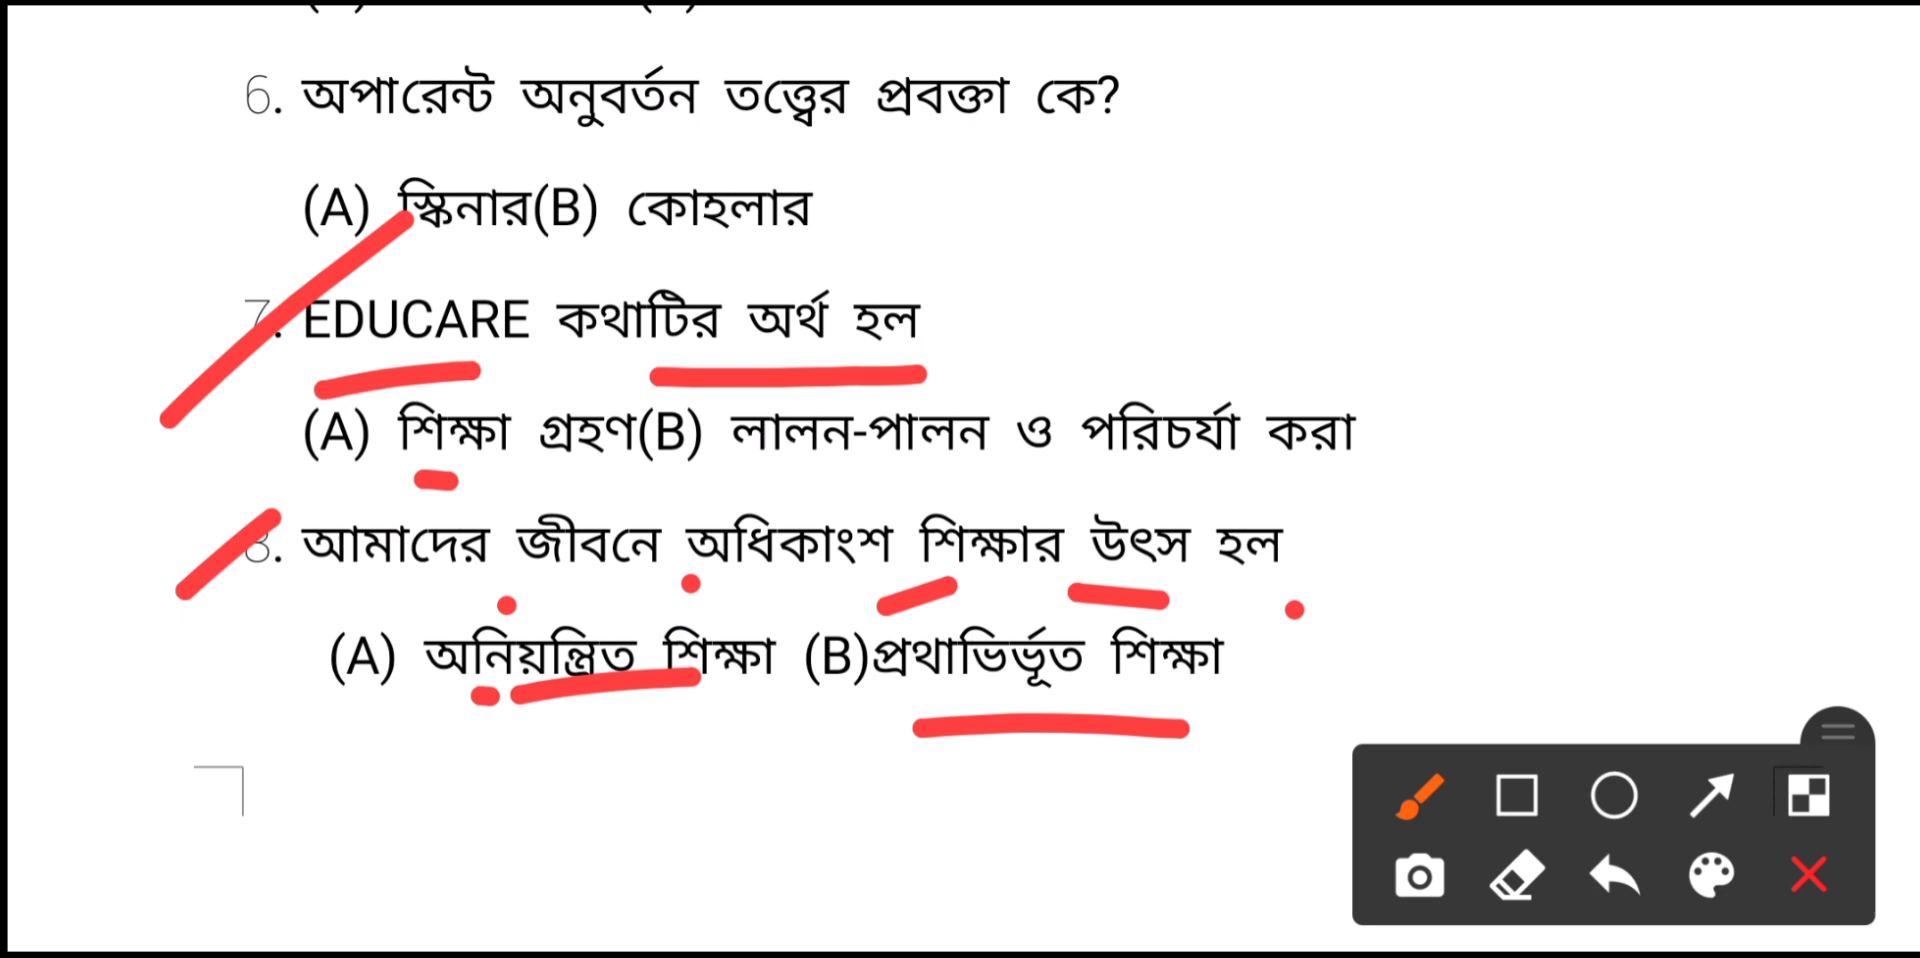 6. অপারেন্ট অনুবর্তন তত্ত্বের প্রবক্তা কে?
(A) স্কিনার(B) কোহলার
7. EDUCARE কথাটির অর্থ হল
(A) শিক্ষা গ্রহণ(B) লালন-পালন ও পরিচর্যা করা
8. আমাদের জীবনে অধিকাংশ শিক্ষার উৎস হল
(A) অনিয়ন্ত্রিত শিক্ষা (B)প্রথাভির্ভূত শিক্ষা